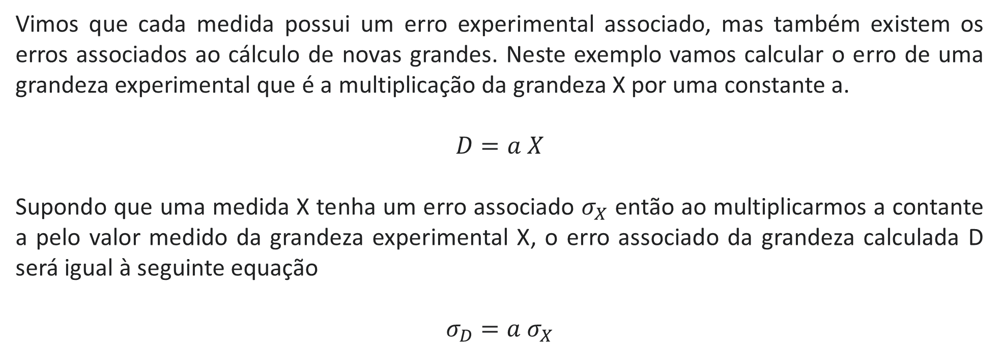 Vimos que cada medida possui um erro experimental associado, mas também existem os
erros associados ao cálculo de novas grandes. Neste exemplo vamos calcular o erro de uma
grandeza experimental que é a multiplicação da grandeza X por uma constante a.
D = a X
Supondo que uma medida X tenha um erro associado σ_X então ao multiplicarmos a contante
a pelo valor medido da grandeza experimental X, o erro associado da grandeza calculada D
será igual à seguinte equação
σ_D = a σ_X